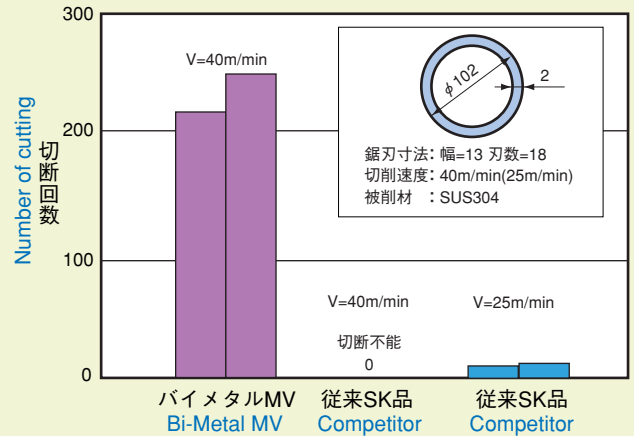 300
200
100
0
Number of cutting
切断回数
V=40m/min
φ102
2
鋸刃寸法：幅=13 刃数=18
切削速度：40m/min(25m/min)
被削材 ：SUS304
V=40m/min
切断不能
0
V=25m/min
バイメタルMV
Bi-Metal MV
従来SK品
Competitor
従来SK品
Competitor